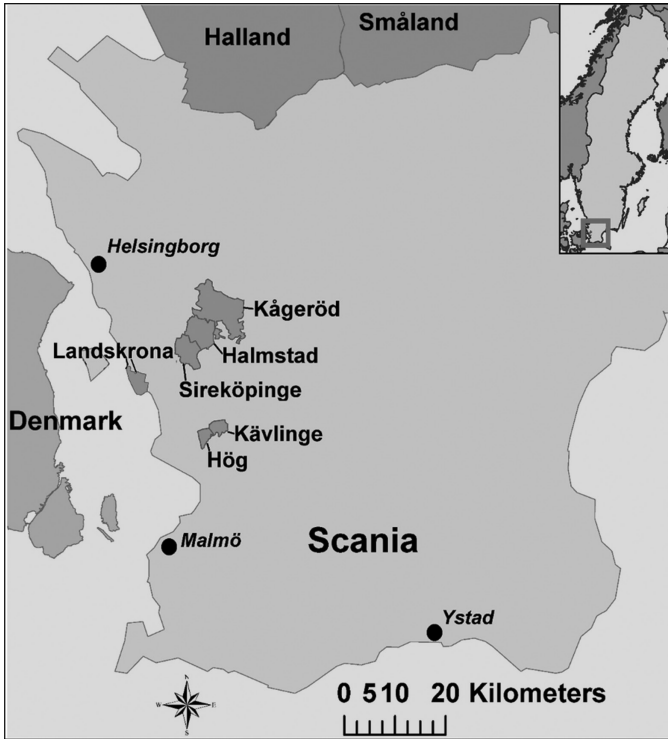 Halland
Småland
Helsingborg
Kågeröd
Landskrona
Halmstad
Sireköpinge
Denmark
Kävlinge
Hög
Malmö
Scania
Ystad
N
W E
S
0 5 10 20 Kilometers